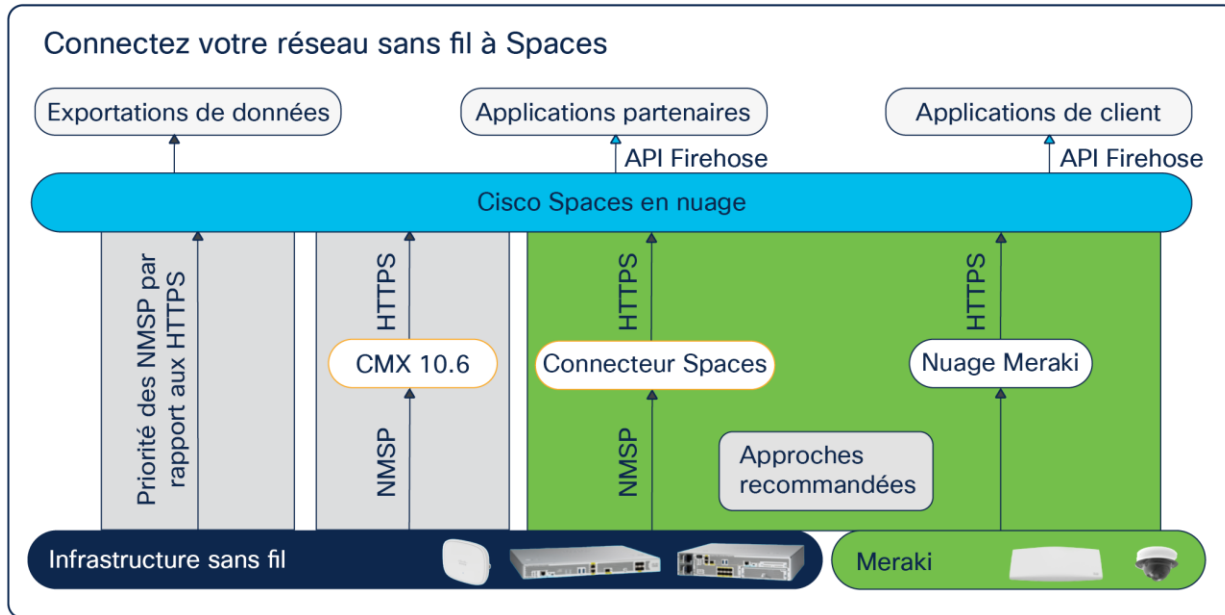 Connectez votre réseau sans fil à Spaces
Exportations de données
Applications partenaires
Applications de client
API Firehose
API Firehose
Cisco Spaces en nuage
Priorité des NMSP par
rapport aux HTTPS
HTTPS
CMX 10.6
NMSP
HTTPS
Connecteur Spaces
NMSP
HTTPS
Nuage Meraki
Approches
recommandées
Infrastructure sans fil
Meraki